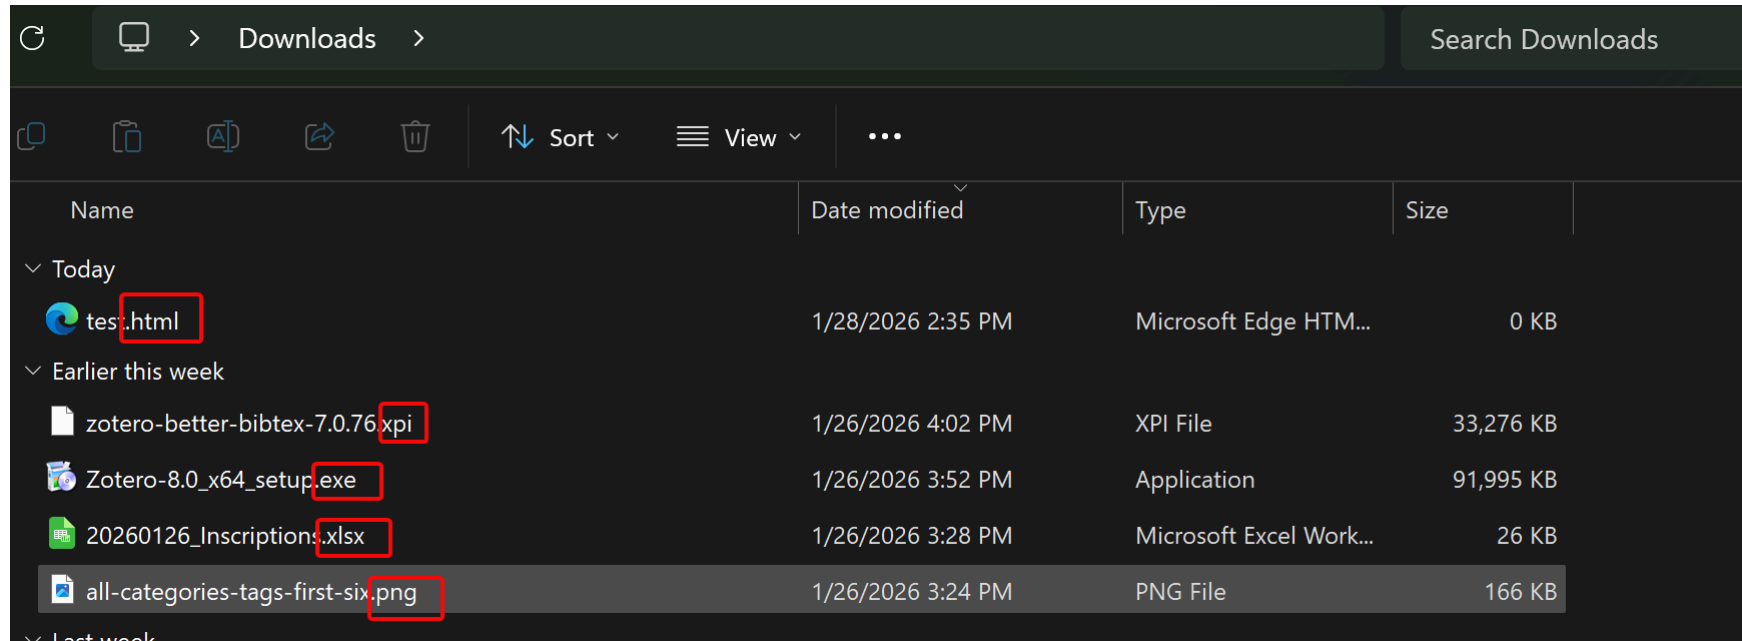 Downloads
Search Downloads
Sort
View
Name Date modified Type Size
Today
test.html 1/28/2026 2:35 PM Microsoft Edge HTM... 0 KB
Earlier this week
zotero-better-bibtex-7.0.76.xpi 1/26/2026 4:02 PM XPI File 33,276 KB
Zotero-8.0_x64_setup.exe 1/26/2026 3:52 PM Application 91,995 KB
20260126_Inscriptions.xlsx 1/26/2026 3:28 PM Microsoft Excel Work... 26 KB
all-categories-tags-first-six.png 1/26/2026 3:24 PM PNG File 166 KB
Last week